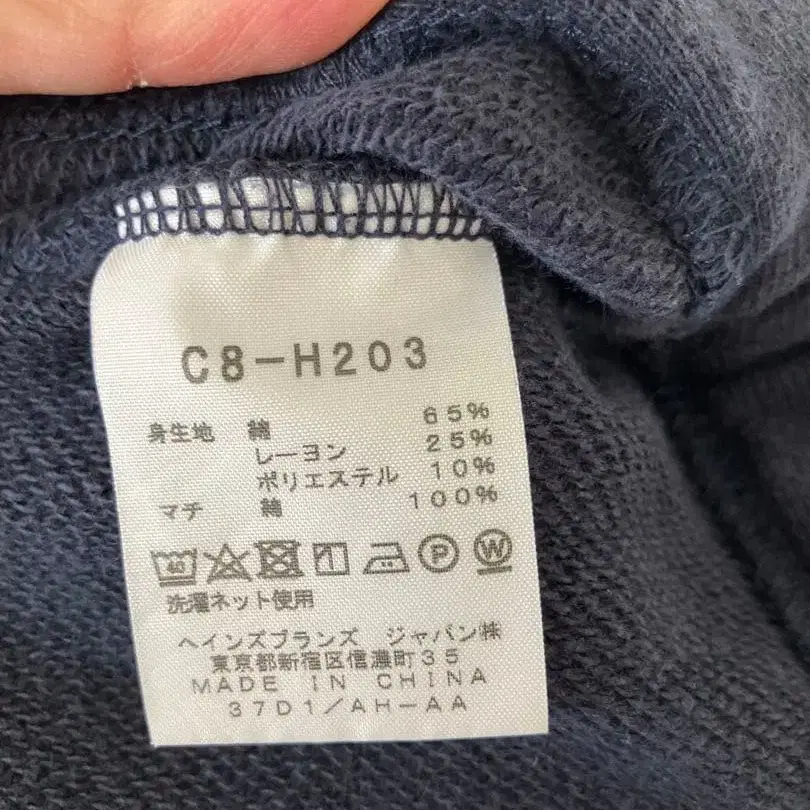 C8-H203
身生地 綿 65%
レーヨン 25%
ポリエステル 10%
マチ 綿 100%
40 P W
洗濯ネット使用
ヘインズブランズ ジャパン㈱
東京都新宿区信濃町35
MADE IN CHINA
37D1/AH-AA